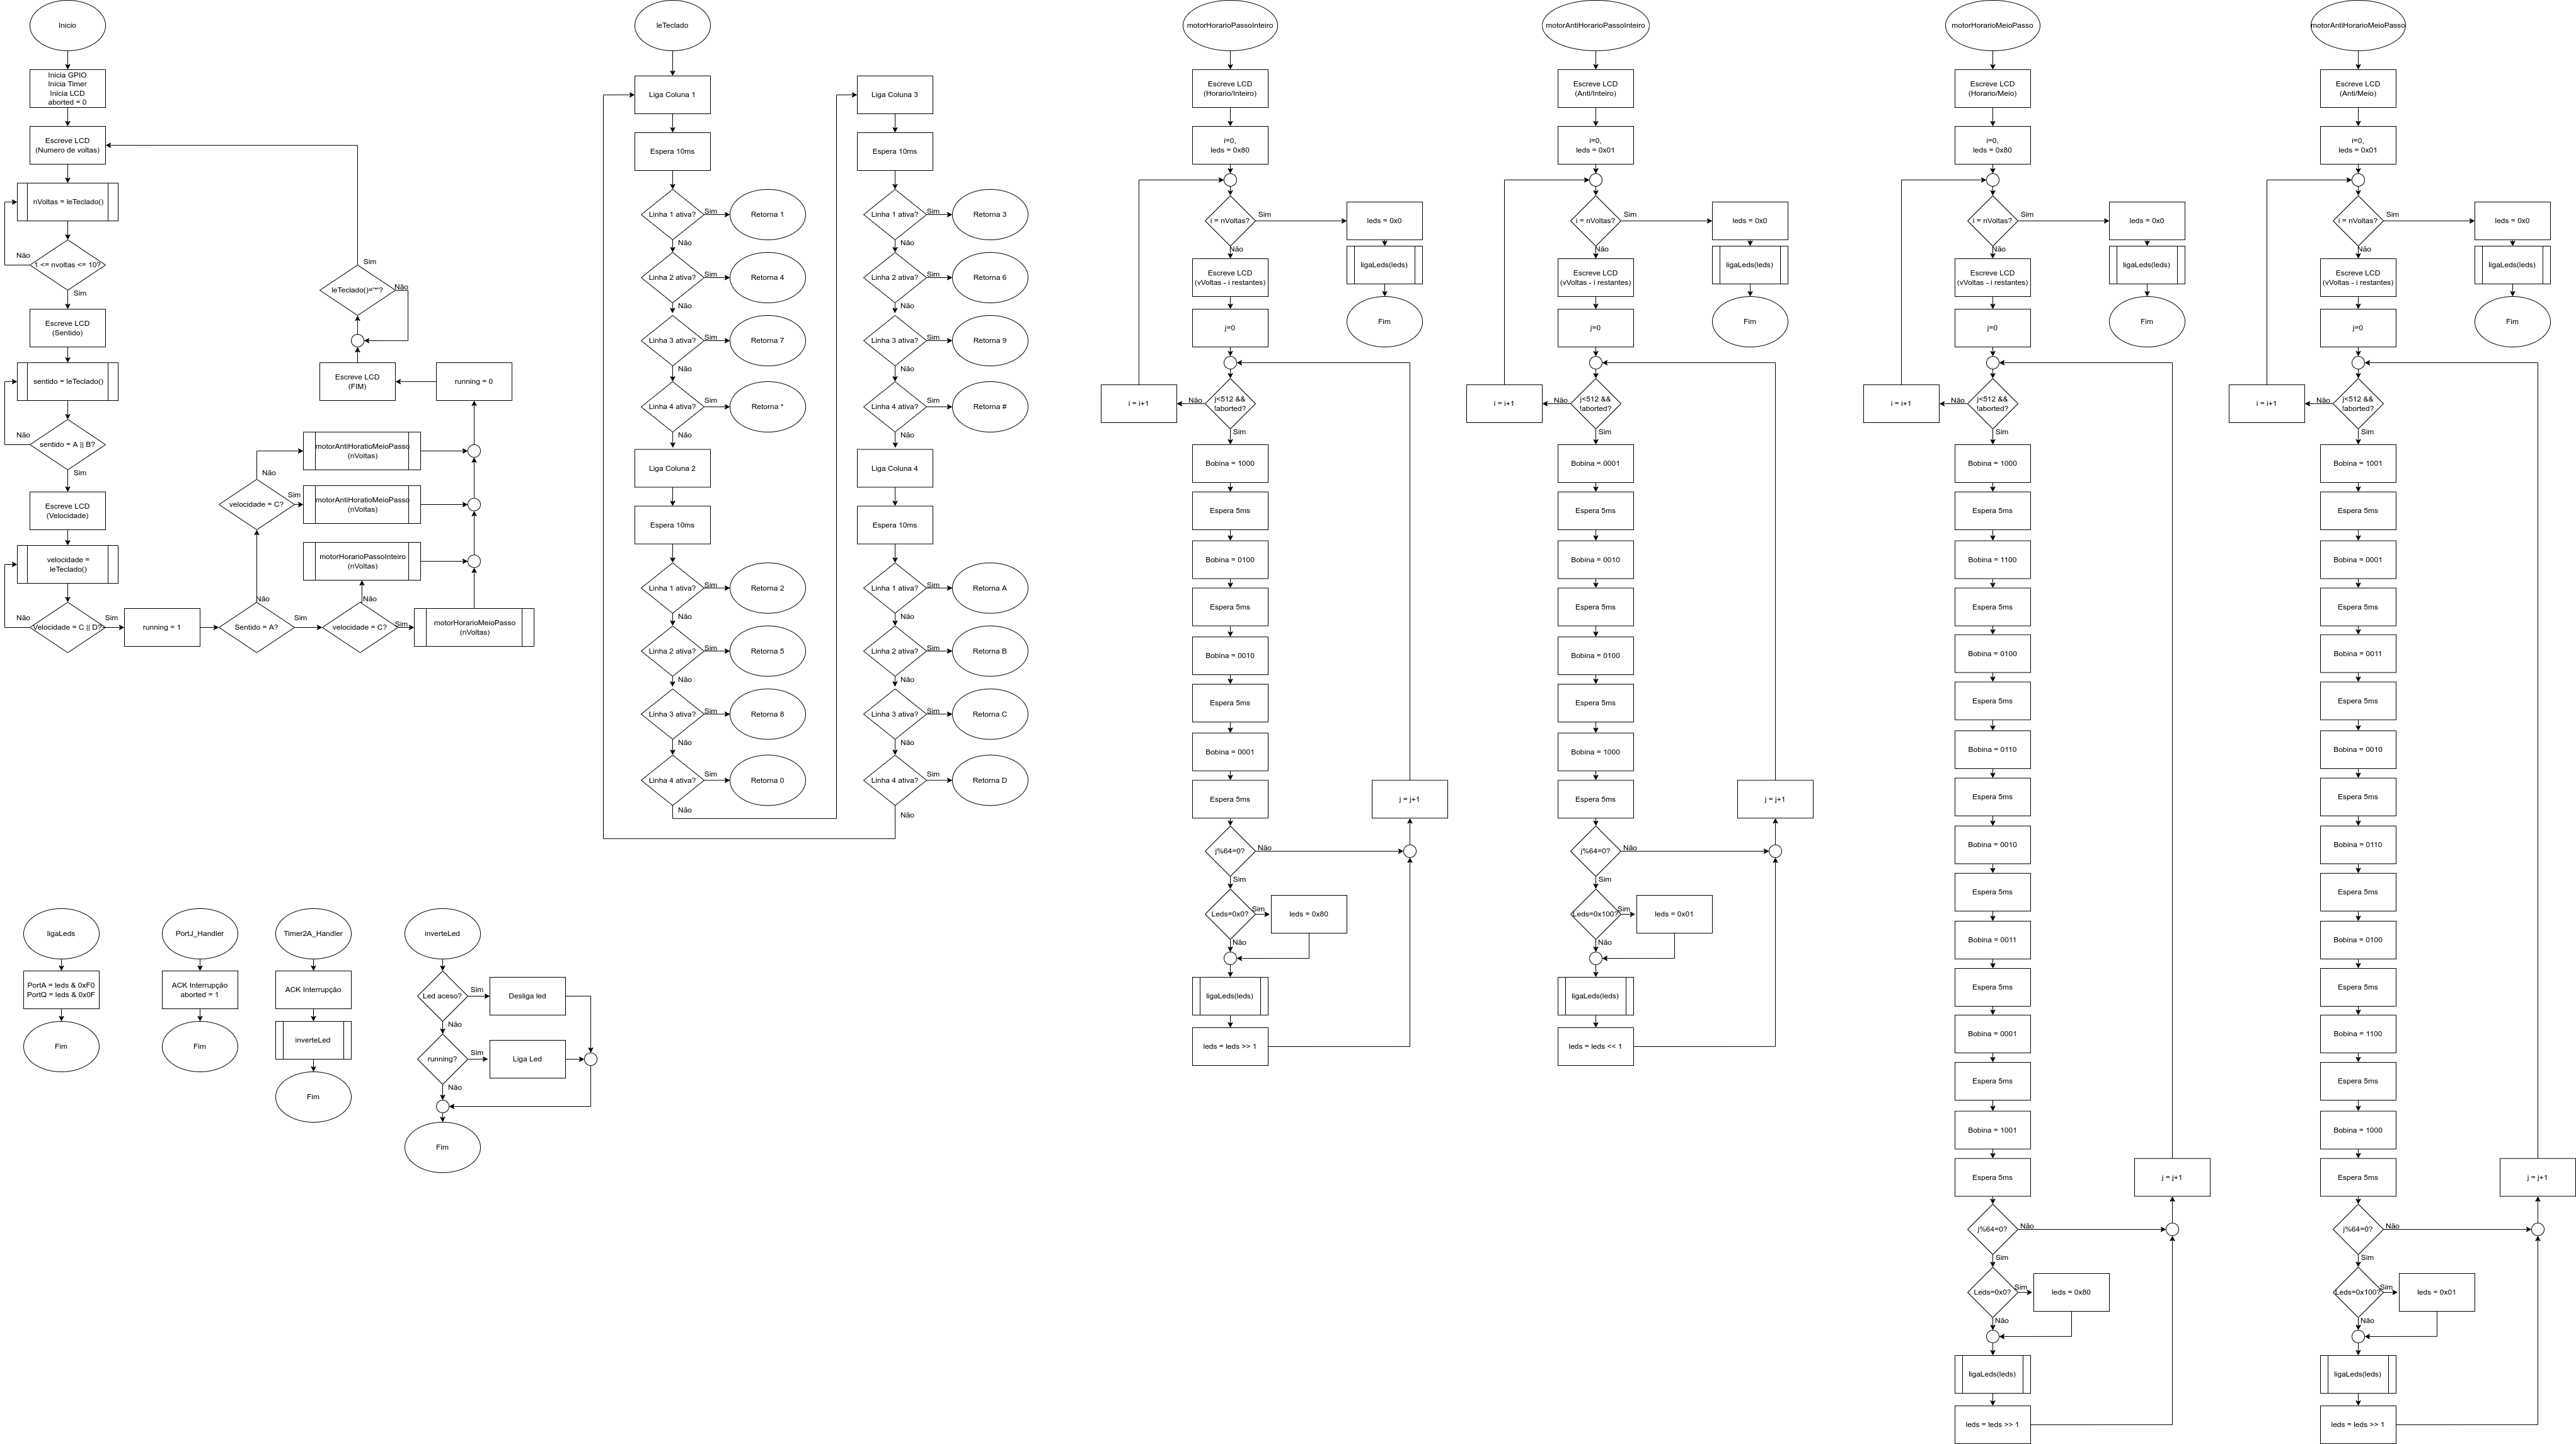 Início
Inicia GPIO
Inicia Timer
Inicia LCD
aborted = 0
Escreve LCD
(Numero de voltas)
nVoltas = leTeclado()
1 <= nvoltas <= 10?
Não
Sim
Escreve LCD
(Sentido)
sentido = leTeclado()
sentido = A || B?
Não
Sim
Escreve LCD
(Velocidade)
velocidade =
leTeclado()
Velocidade = C || D?
Não
Sim
running = 1
Sentido = A?
Não
Sim
velocidade = C?
Não
Sim
motorHorarioMeioPasso
(nVoltas)
motorHorarioPassoInteiro
(nVoltas)
velocidade = C?
Não
Sim
motorAntiHoratioMeioPasso
(nVoltas)
motorAntiHoratioMeioPasso
(nVoltas)
running = 0
Escreve LCD
(FIM)
leTeclado()='*'?
Não
Sim
leTeclado
Liga Coluna 1
Espera 10ms
Linha 1 ativa?
Sim
Retorna 1
Não
Linha 2 ativa?
Sim
Retorna 4
Não
Linha 3 ativa?
Sim
Retorna 7
Não
Linha 4 ativa?
Sim
Retorna *
Não
Liga Coluna 2
Espera 10ms
Linha 1 ativa?
Sim
Retorna 2
Não
Linha 2 ativa?
Sim
Retorna 5
Não
Linha 3 ativa?
Sim
Retorna 8
Não
Linha 4 ativa?
Sim
Retorna 0
Não
Liga Coluna 3
Espera 10ms
Linha 1 ativa?
Sim
Retorna 3
Não
Linha 2 ativa?
Sim
Retorna 6
Não
Linha 3 ativa?
Sim
Retorna 9
Não
Linha 4 ativa?
Sim
Retorna #
Não
Liga Coluna 4
Espera 10ms
Linha 1 ativa?
Sim
Retorna A
Não
Linha 2 ativa?
Sim
Retorna B
Não
Linha 3 ativa?
Sim
Retorna C
Não
Linha 4 ativa?
Sim
Retorna D
Não
motorHorarioPassoInteiro
Escreve LCD
(Horario/Inteiro)
i=0,
leds = 0x80
i = nVoltas?
Sim
leds = 0x0
ligaLeds(leds)
Fim
Não
Escreve LCD
(vVoltas - i restantes)
j=0
j<512 &&
!aborted?
Não
i = i+1
Sim
Bobina = 1000
Espera 5ms
Bobina = 0100
Espera 5ms
Bobina = 0010
Espera 5ms
Bobina = 0001
Espera 5ms
j = j+1
j%64=0?
Não
Sim
Leds=0x0?
Sim
leds = 0x80
Não
ligaLeds(leds)
leds = leds >> 1
motorAntiHorarioPassoInteiro
Escreve LCD
(Anti/Inteiro)
i=0,
leds = 0x01
i = nVoltas?
Sim
leds = 0x0
ligaLeds(leds)
Fim
Não
Escreve LCD
(vVoltas - i restantes)
j=0
j<512 &&
!aborted?
Não
i = i+1
Sim
Bobina = 0001
Espera 5ms
Bobina = 0010
Espera 5ms
Bobina = 0100
Espera 5ms
Bobina = 1000
Espera 5ms
j = j+1
j%64=0?
Não
Sim
Leds=0x100?
Sim
leds = 0x01
Não
ligaLeds(leds)
leds = leds << 1
motorHorarioMeioPasso
Escreve LCD
(Horario/Meio)
i=0,
leds = 0x80
i = nVoltas?
Sim
leds = 0x0
ligaLeds(leds)
Fim
Não
Escreve LCD
(vVoltas - i restantes)
j=0
j<512 &&
!aborted?
Não
i = i+1
Sim
Bobina = 1000
Espera 5ms
Bobina = 1100
Espera 5ms
Bobina = 0100
Espera 5ms
Bobina = 0110
Espera 5ms
Bobina = 0010
Espera 5ms
Bobina = 0011
Espera 5ms
Bobina = 0001
Espera 5ms
Bobina = 1001
Espera 5ms
j = j+1
j%64=0?
Não
Sim
Leds=0x0?
Sim
leds = 0x80
Não
ligaLeds(leds)
leds = leds >> 1
motorAntiHorarioMeioPasso
Escreve LCD
(Anti/Meio)
i=0,
leds = 0x01
i = nVoltas?
Sim
leds = 0x0
ligaLeds(leds)
Fim
Não
Escreve LCD
(vVoltas - i restantes)
j=0
j<512 &&
!aborted?
Não
i = i+1
Sim
Bobina = 1001
Espera 5ms
Bobina = 0001
Espera 5ms
Bobina = 0011
Espera 5ms
Bobina = 0010
Espera 5ms
Bobina = 0110
Espera 5ms
Bobina = 0100
Espera 5ms
Bobina = 1100
Espera 5ms
Bobina = 1000
Espera 5ms
j = j+1
j%64=0?
Não
Sim
Leds=0x100?
Sim
leds = 0x01
Não
ligaLeds(leds)
leds = leds >> 1
ligaLeds
PortA = leds & 0xF0
PortQ = leds & 0x0F
Fim
PortJ_Handler
ACK Interrupção
aborted = 1
Fim
Timer2A_Handler
ACK Interrupção
inverteLed
Fim
inverteLed
Led aceso?
Sim
Desliga led
Não
running?
Sim
Liga Led
Não
Fim